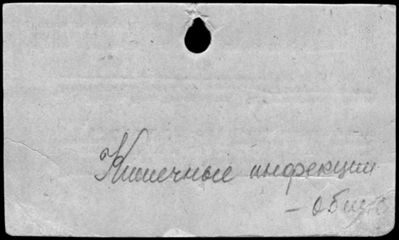 Кишечные инфекции
– общ.